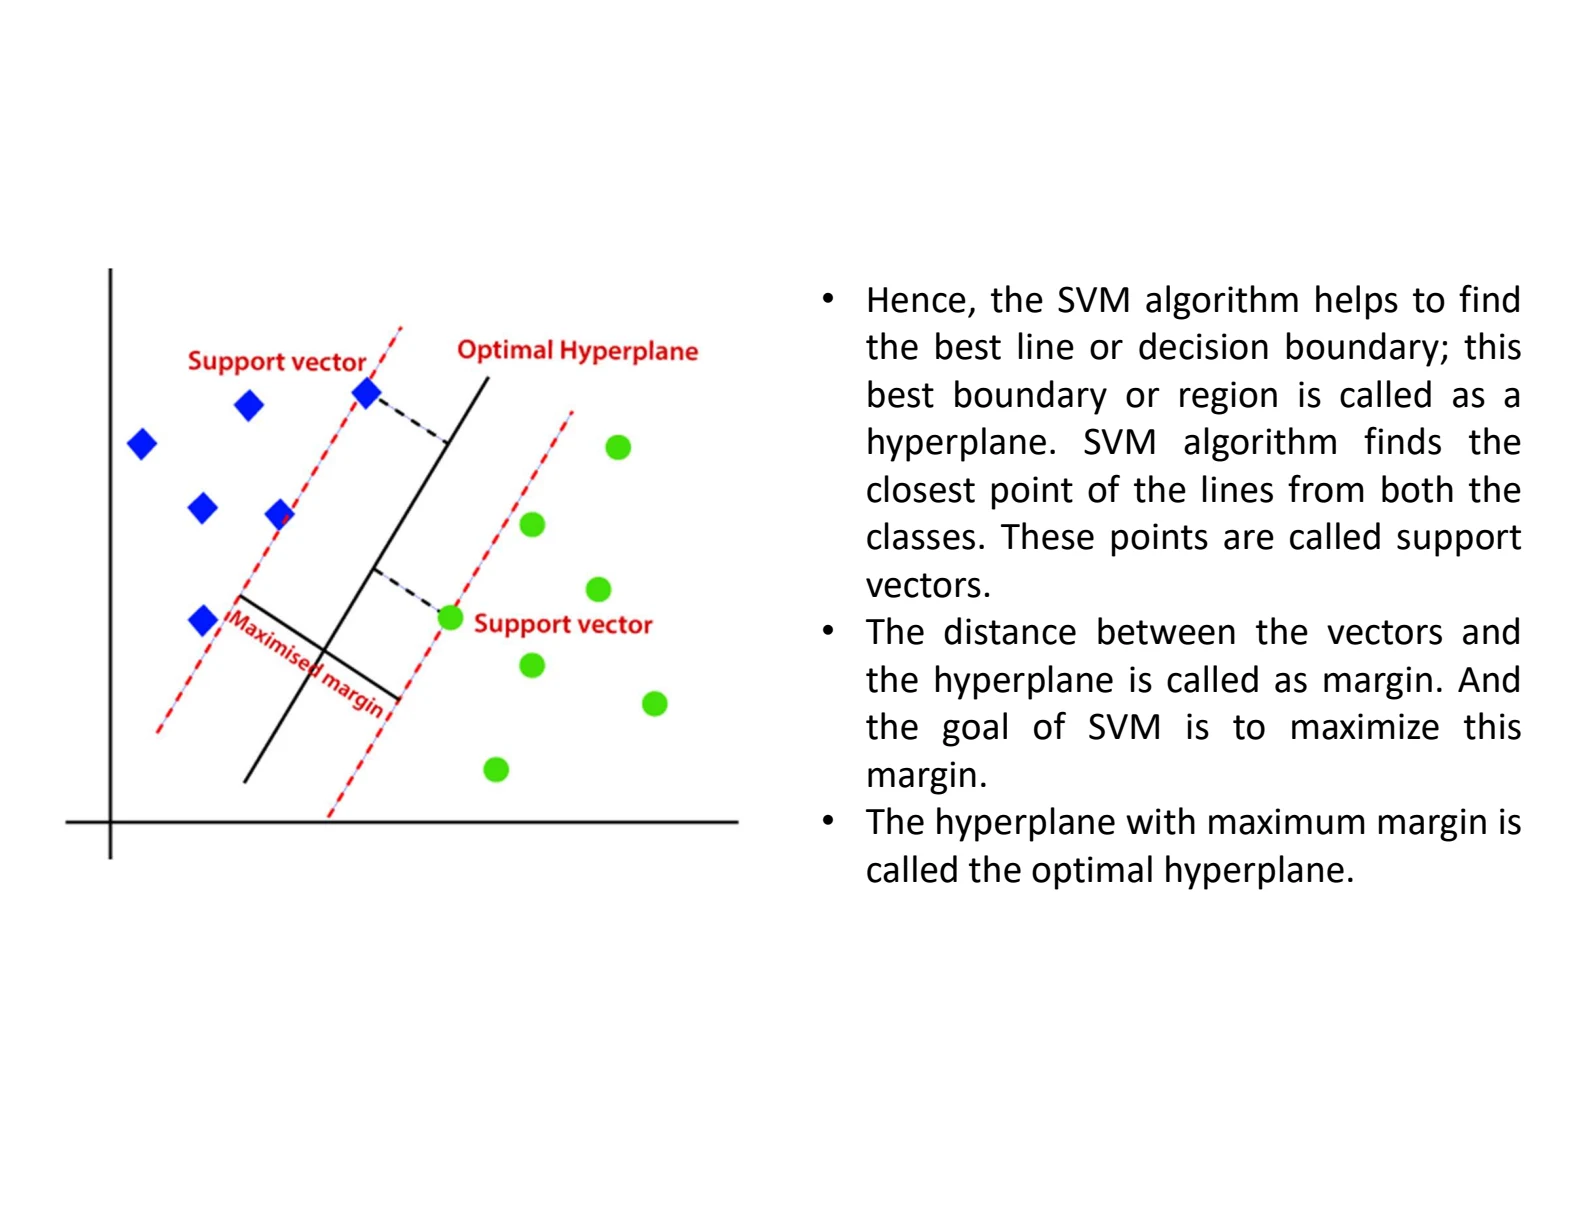 Support vector
Optimal Hyperplane
Maximised margin
Support vector
• Hence, the SVM algorithm helps to find
the best line or decision boundary; this
best boundary or region is called as a
hyperplane. SVM algorithm finds the
closest point of the lines from both the
classes. These points are called support
vectors.
• The distance between the vectors and
the hyperplane is called as margin. And
the goal of SVM is to maximize this
margin.
• The hyperplane with maximum margin is
called the optimal hyperplane.